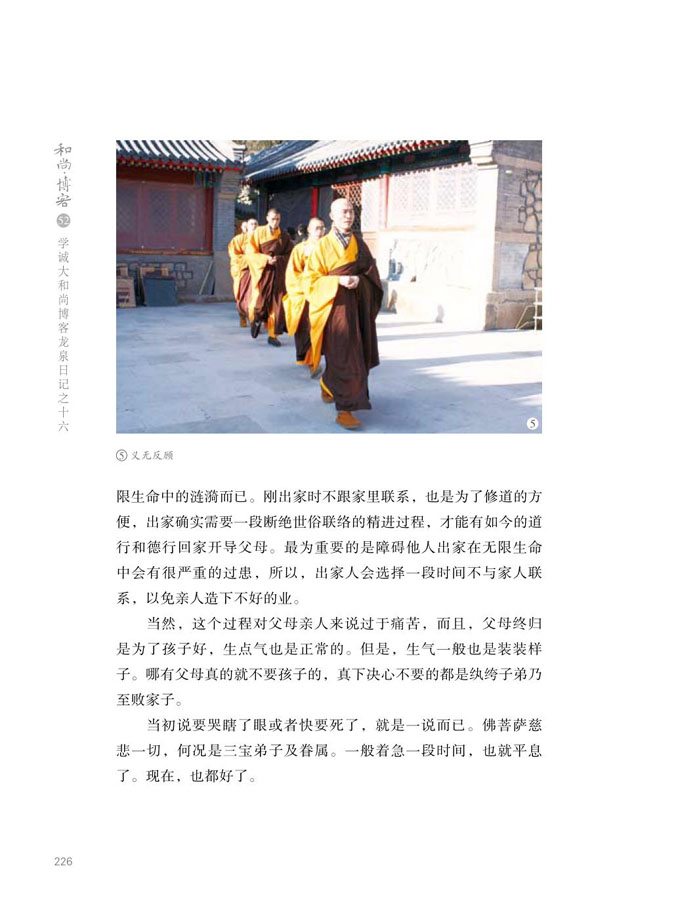 和尚·博客
52
学诚大和尚博客龙泉日记之十六
5
⑤义无反顾
限生命中的涟漪而已。刚出家时不跟家里联系，也是为了修道的方
便，出家确实需要一段断绝世俗联络的精进过程，才能有如今的道
行和德行回家开导父母。最为重要的是障碍他人出家在无限生命
中会有很严重的过患，所以，出家人会选择一段时间不与家人联
系，以免亲人造下不好的业。
当然，这个过程对父母亲人来说过于痛苦，而且，父母终归
是为了孩子好，生点气也是正常的。但是，生气一般也是装装样
子。哪有父母真的就不要孩子的，真下决心不要的都是纨绔子弟乃
至败家子。
当初说要哭瞎了眼或者快要死了，就是一说而已。佛菩萨慈
悲一切，何况是三宝弟子及眷属。一般着急一段时间，也就平息
了。现在，也都好了。
226